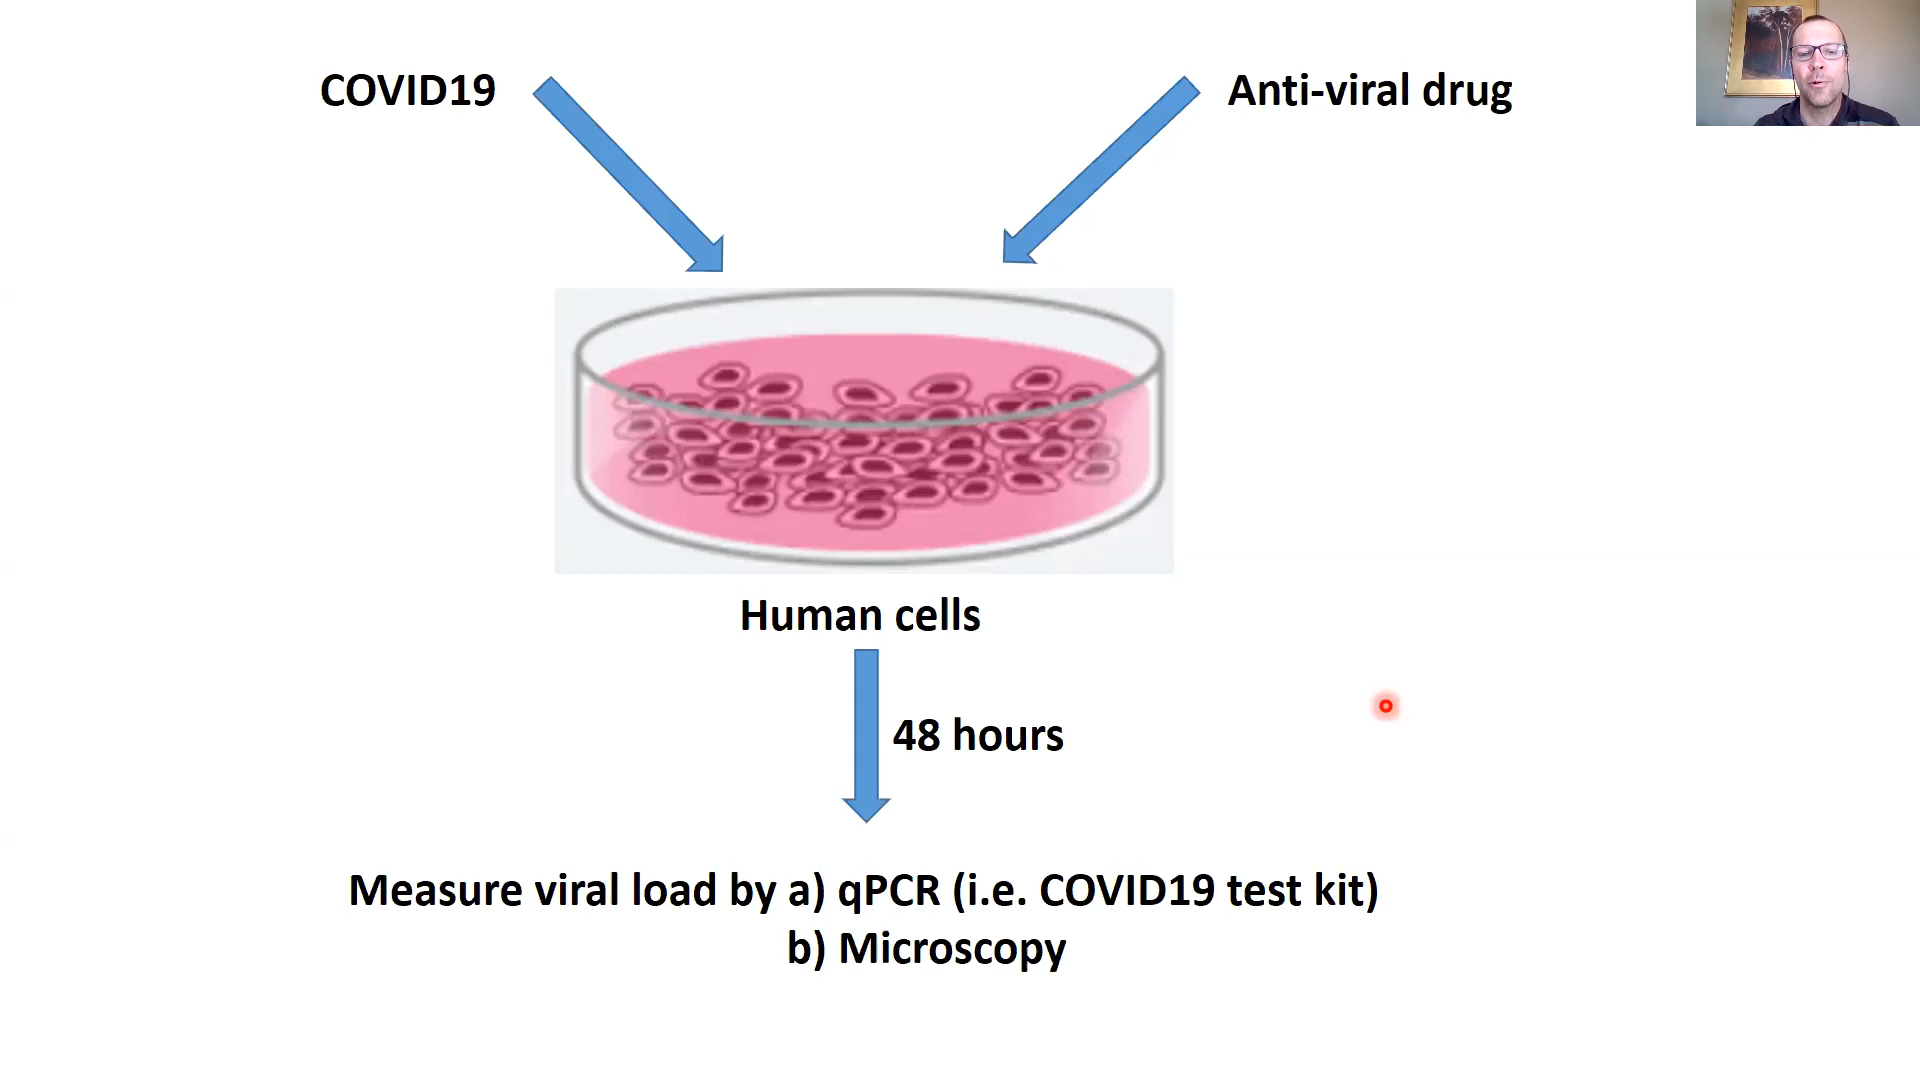 COVID19
Anti-viral drug
Human cells
48 hours
Measure viral load by a) qPCR (i.e. COVID19 test kit)
b) Microscopy